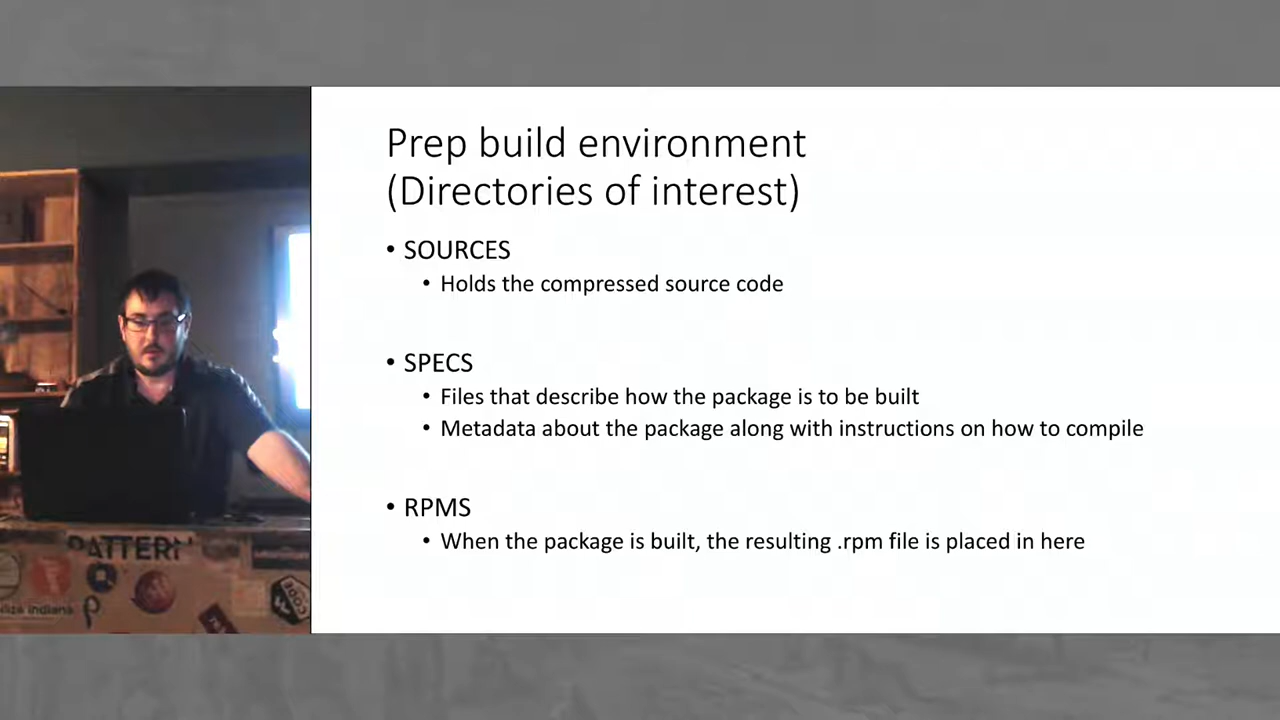 Prep build environment
(Directories of interest)
• SOURCES
• Holds the compressed source code
• SPECS
• Files that describe how the package is to be built
• Metadata about the package along with instructions on how to compile
• RPMS
• When the package is built, the resulting .rpm file is placed in here
PATTERN
CODE